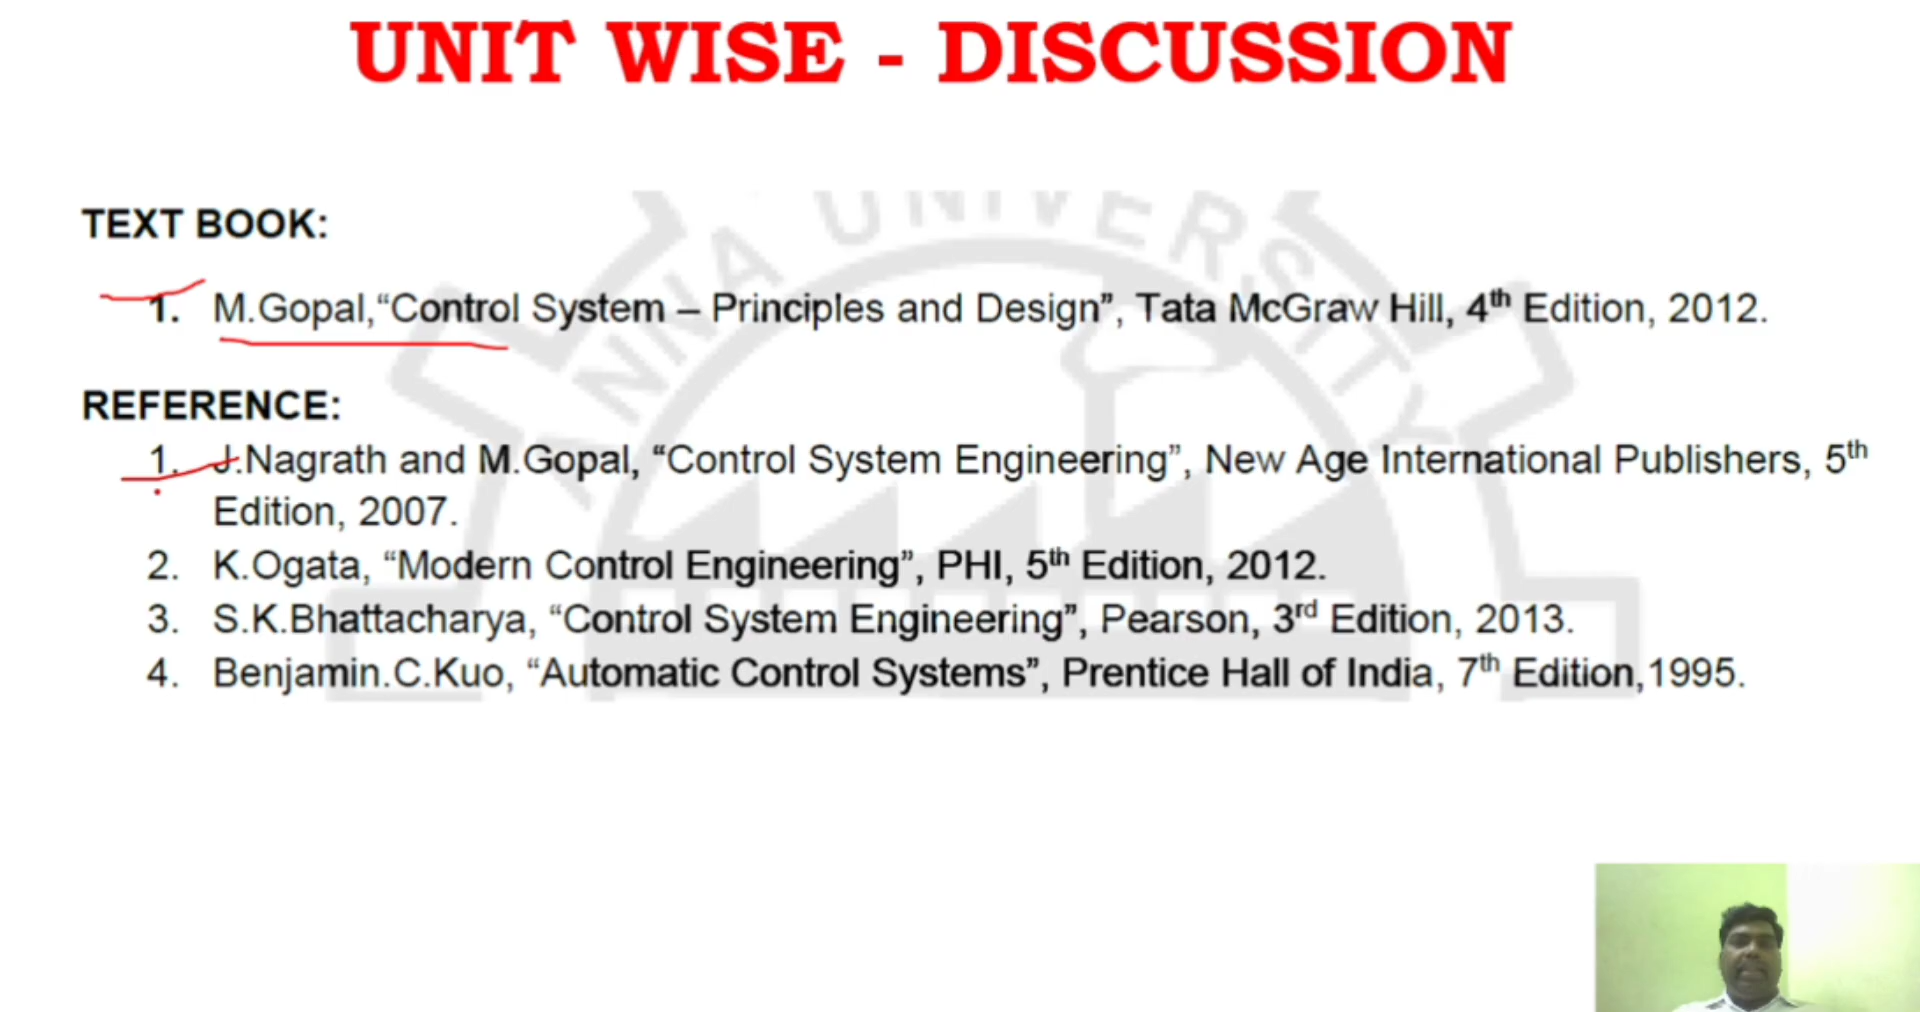 UNIT WISE - DISCUSSION
ANNA UNIVERSITY
TEXT BOOK:
1. M.Gopal,“Control System – Principles and Design”, Tata McGraw Hill, 4th Edition, 2012.
REFERENCE:
1. J.Nagrath and M.Gopal, “Control System Engineering”, New Age International Publishers, 5th
Edition, 2007.
2. K.Ogata, “Modern Control Engineering”, PHI, 5th Edition, 2012.
3. S.K.Bhattacharya, “Control System Engineering”, Pearson, 3rd Edition, 2013.
4. Benjamin.C.Kuo, “Automatic Control Systems”, Prentice Hall of India, 7th Edition,1995.